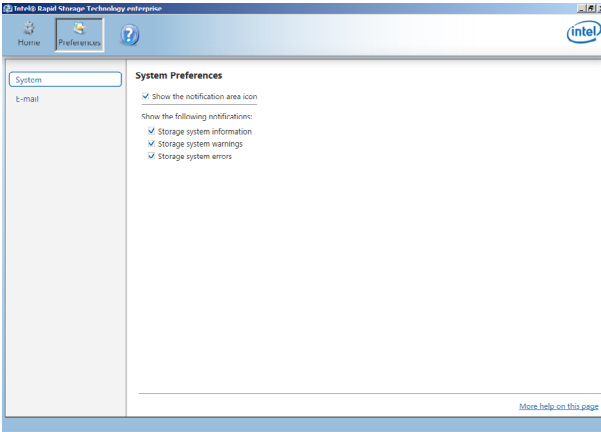 Intel® Rapid Storage Technology enterprise
Home
Preferences
?
intel
System
E-mail
System Preferences
Show the notification area icon
Show the following notifications:
Storage system information
Storage system warnings
Storage system errors
More help on this page